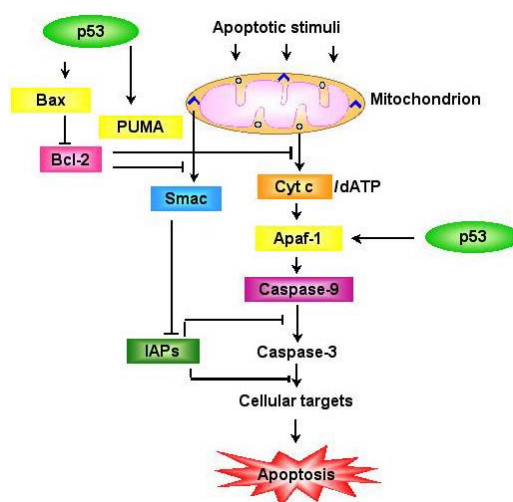 p53
Apoptotic stimuli
Bax
Mitochondrion
PUMA
Bcl-2
Smac
Cyt c /dATP
Apaf-1
p53
Caspase-9
IAPs
Caspase-3
Cellular targets
Apoptosis